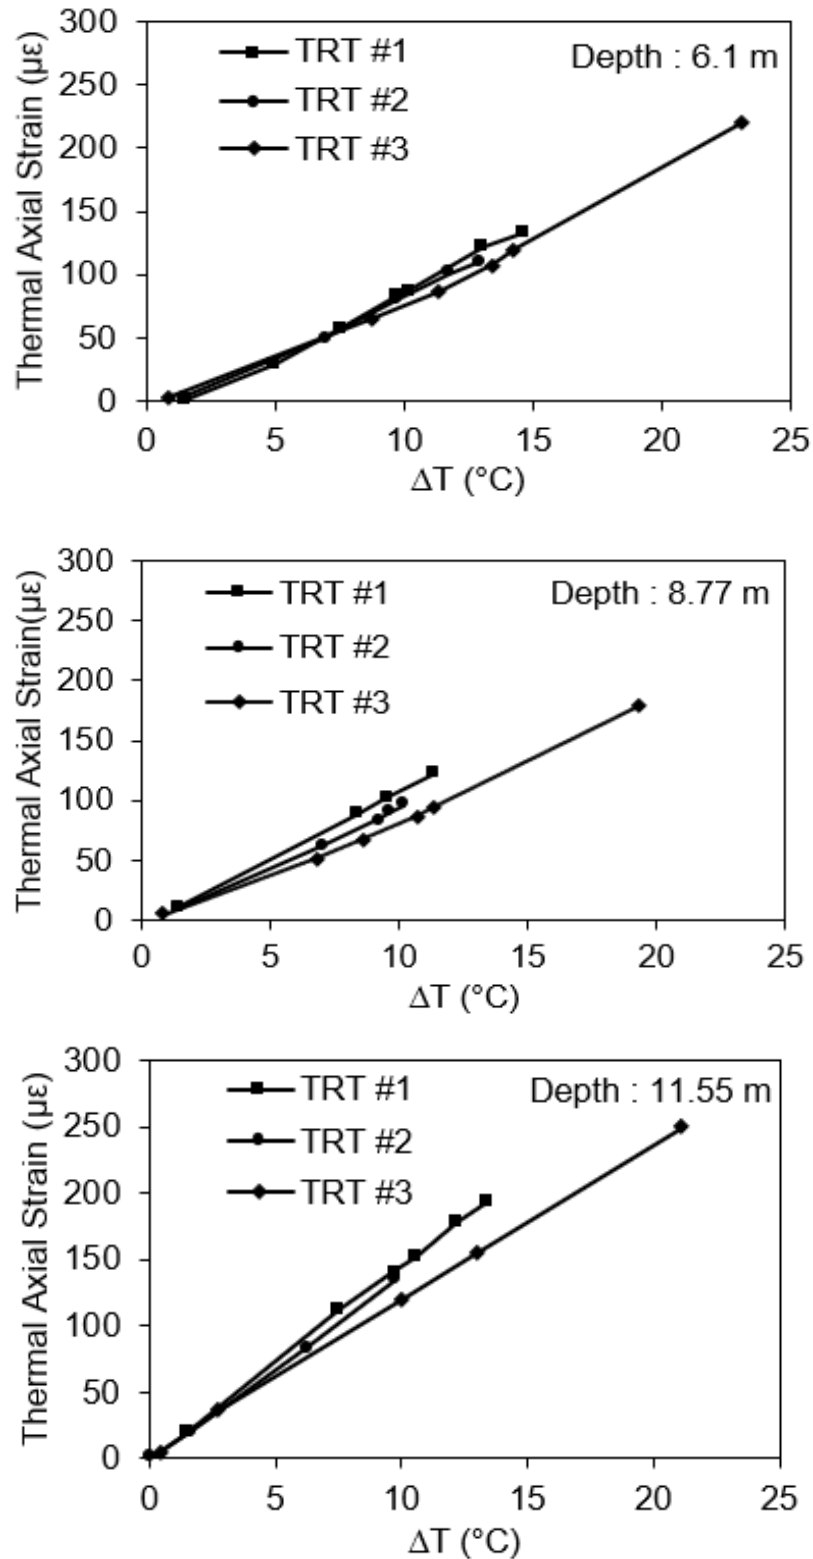 300
250
200
150
100
50
0
Thermal Axial Strain (με)
TRT #1
TRT #2
TRT #3
Depth : 6.1 m
0 5 10 15 20 25
ΔT (°C)
300
250
200
150
100
50
0
Thermal Axial Strain(με)
TRT #1
TRT #2
TRT #3
Depth : 8.77 m
0 5 10 15 20 25
ΔT (°C)
300
250
200
150
100
50
0
Thermal Axial Strain (με)
TRT #1
TRT #2
TRT #3
Depth : 11.55 m
0 5 10 15 20 25
ΔT (°C)